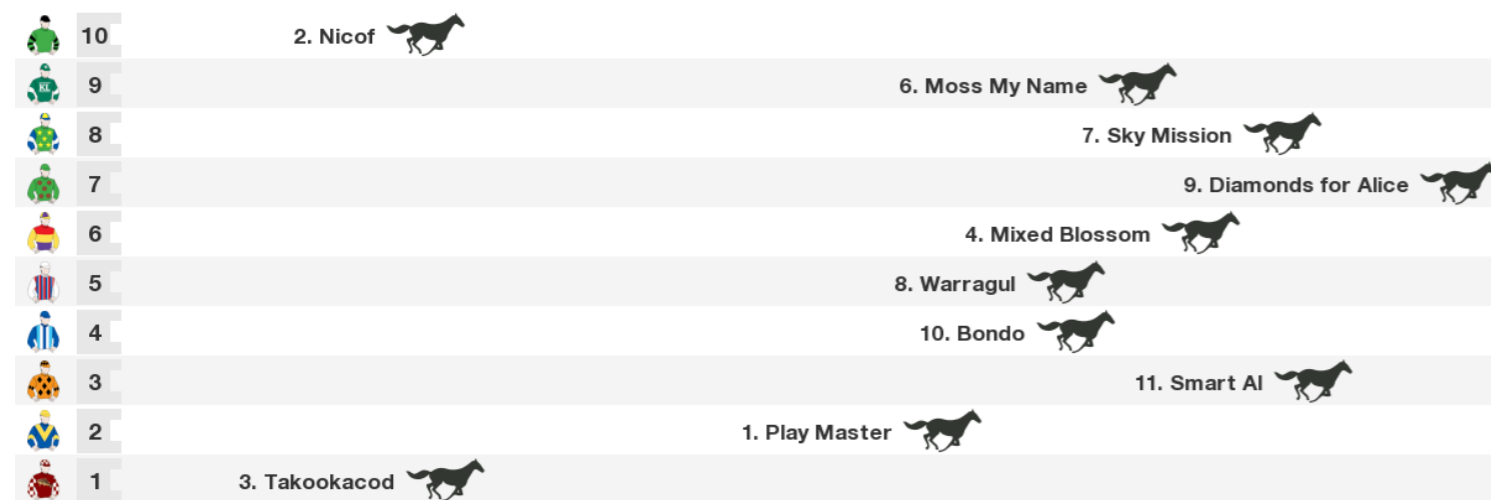 10 2. Nicof
9 6. Moss My Name
8 7. Sky Mission
7 9. Diamonds for Alice
6 4. Mixed Blossom
5 8. Warragul
4 10. Bondo
3 11. Smart Al
2 1. Play Master
1 3. Takookacod